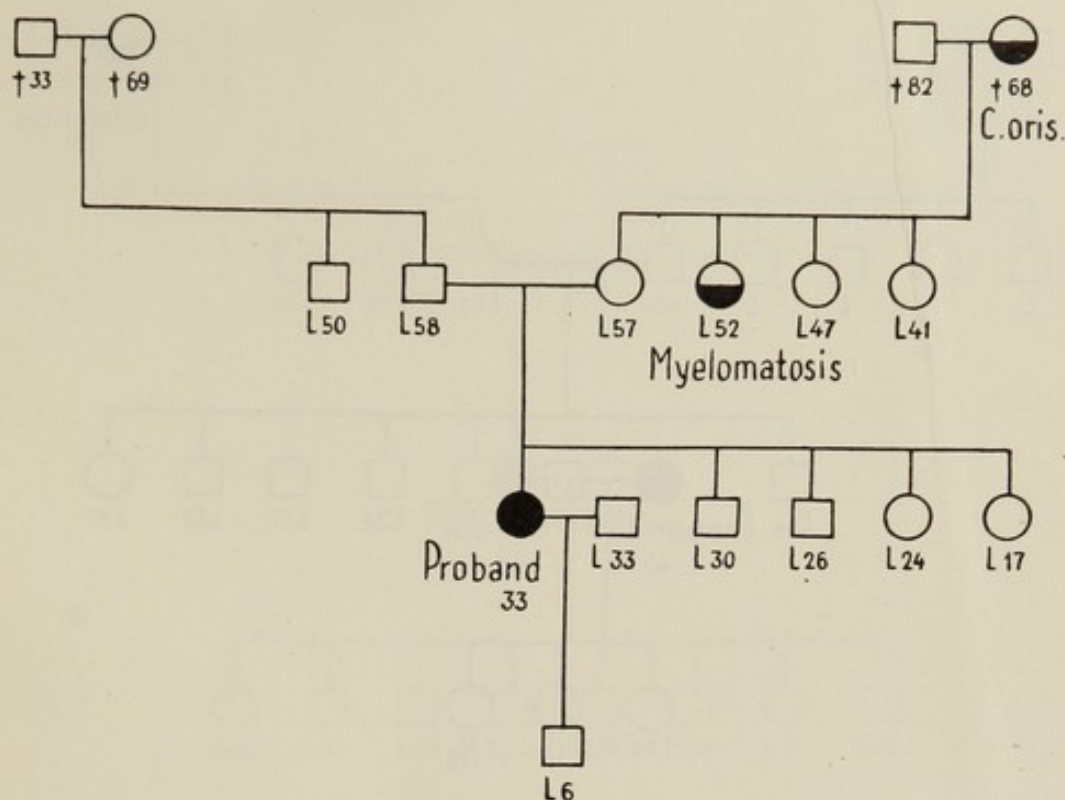 †33 †69 †82 †68
C.oris.
L50 L58 L57 L52 L47 L41
Myelomatosis
L33 L30 L26 L24 L17
Proband
33
L6